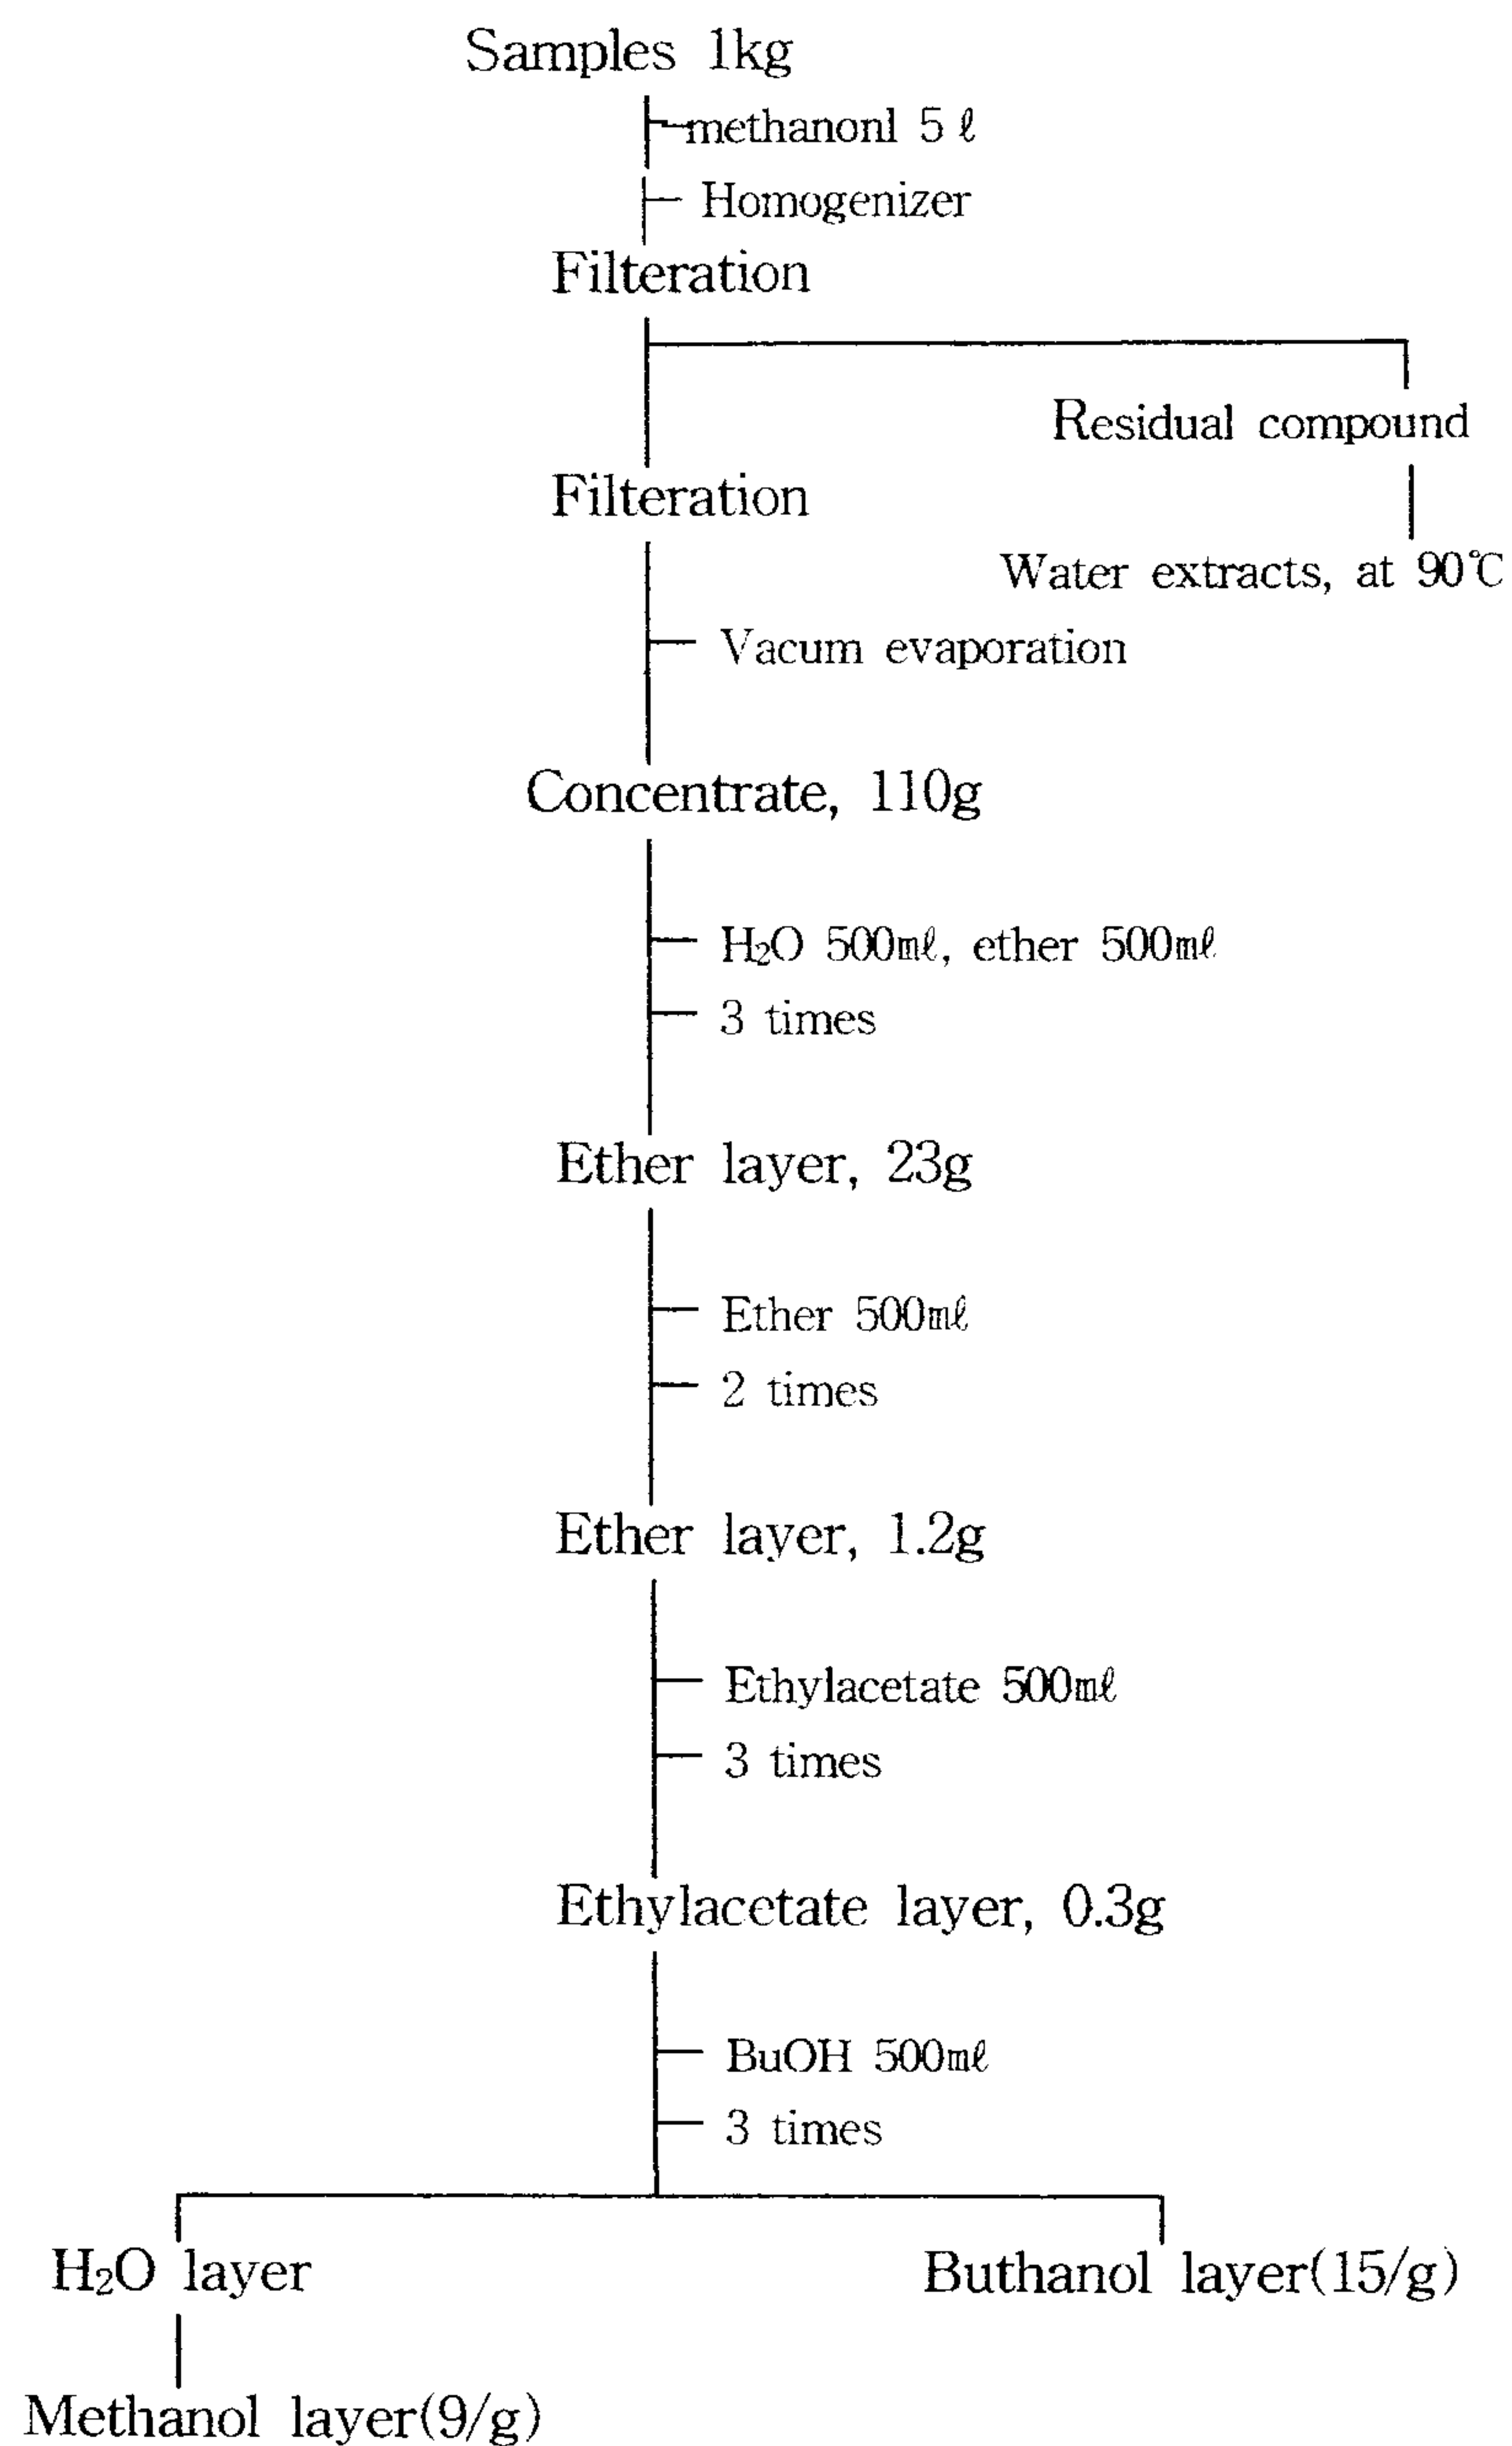 Samples 1kg
methanonl 5ℓ
Homogenizer
Filteration
Residual compound
Filteration
Water extracts, at 90℃
Vacum evaporation
Concentrate, 110g
H₂O 500㎖, ether 500㎖
3 times
Ether layer, 23g
Ether 500㎖
2 times
Ether layer, 1.2g
Ethylacetate 500㎖
3 times
Ethylacetate layer, 0.3g
BuOH 500㎖
3 times
H₂O layer
Buthanol layer(15/g)
Methanol layer(9/g)